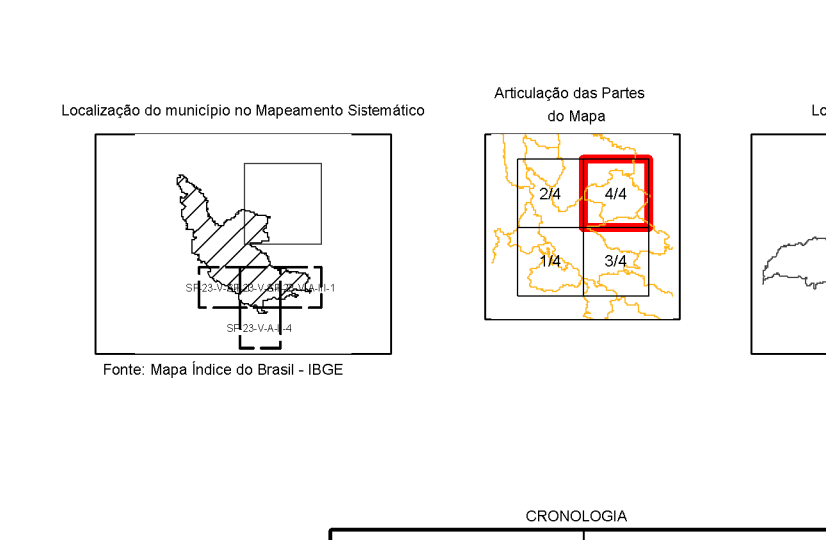 Articulação das Partes
do Mapa
Localização do município no Mapeamento Sistemático
Lo
2/4
4/4
1/4
3/4
SF-23-V-A-II-4
Fonte: Mapa Índice do Brasil - IBGE
CRONOLOGIA